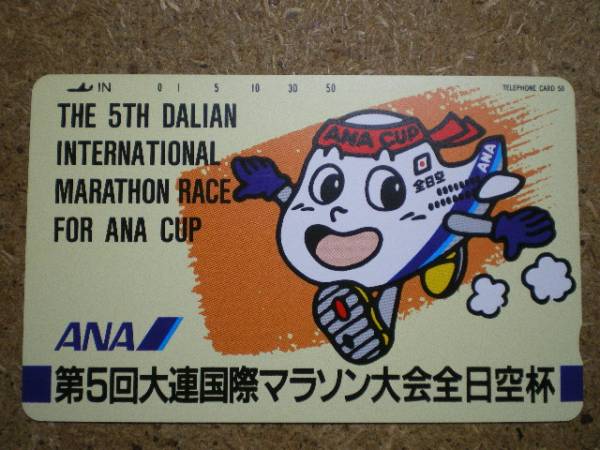 IN 0 1 5 10 30 50 TELEPHONE CARD 50
THE 5TH DALIAN
INTERNATIONAL
MARATHON RACE
FOR ANA CUP
ANA CUP
全日空
ANA
ANA
第5回大連国際マラソン大会全日空杯